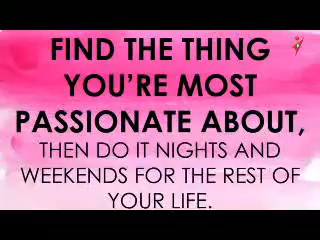 FIND THE THING
YOU'RE MOST
PASSIONATE ABOUT,
THEN DO IT NIGHTS AND
WEEKENDS FOR THE REST OF
YOUR LIFE.